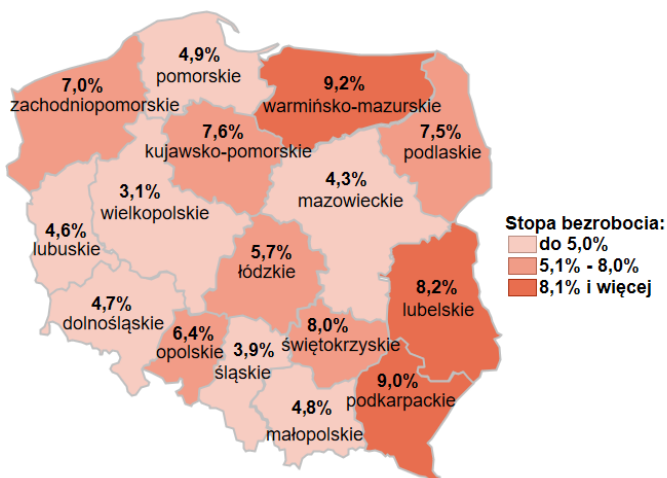 4,9%
pomorskie
7,0%
zachodniopomorskie
9,2%
warmińsko-mazurskie
7,6%
kujawsko-pomorskie
7,5%
podlaskie
3,1%
wielkopolskie
4,3%
mazowieckie
4,6%
lubuskie
5,7%
łódzkie
Stopa bezrobocia:
do 5,0%
5,1% - 8,0%
8,1% i więcej
8,2%
lubelskie
4,7%
dolnośląskie
6,4%
opolskie
3,9%
śląskie
8,0%
świętokrzyskie
9,0%
podkarpackie
4,8%
małopolskie